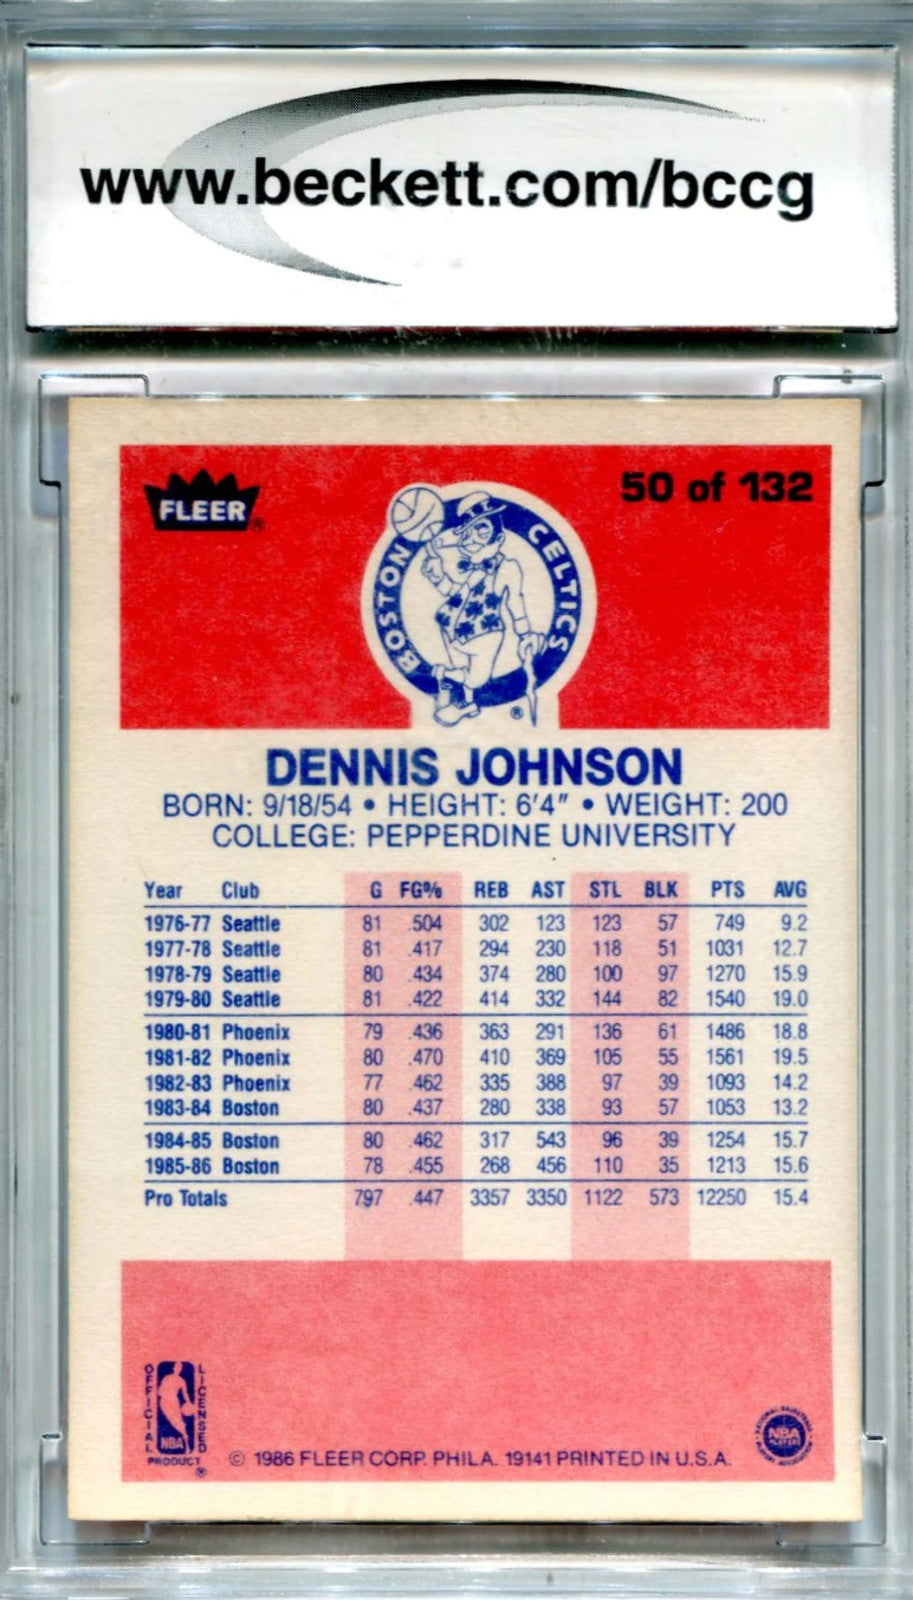 www.beckett.com/bccg
FLEER ®
50 of 132
BOSTON CELTICS ®
DENNIS JOHNSON
BORN: 9/18/54 • HEIGHT: 6'4" • WEIGHT: 200
COLLEGE: PEPPERDINE UNIVERSITY
Year Club G FG% REB AST STL BLK PTS AVG
1976-77 Seattle 81 .504 302 123 123 57 749 9.2
1977-78 Seattle 81 .417 294 230 118 51 1031 12.7
1978-79 Seattle 80 .434 374 280 100 97 1270 15.9
1979-80 Seattle 81 .422 414 332 144 82 1540 19.0
1980-81 Phoenix 79 .436 363 291 136 61 1486 18.8
1981-82 Phoenix 80 .470 410 369 105 55 1561 19.5
1982-83 Phoenix 77 .462 335 388 97 39 1093 14.2
1983-84 Boston 80 .437 280 338 93 57 1053 13.2
1984-85 Boston 80 .462 317 543 96 39 1254 15.7
1985-86 Boston 78 .455 268 456 110 35 1213 15.6
Pro Totals 797 .447 3357 3350 1122 573 12250 15.4
OFFICIAL LICENSED
NBA
PRODUCT ®
© 1986 FLEER CORP. PHILA. 19141 PRINTED IN U.S.A.
NATIONAL BASKETBALL
NBA
PLAYERS
PLAYERS ASSOCIATION